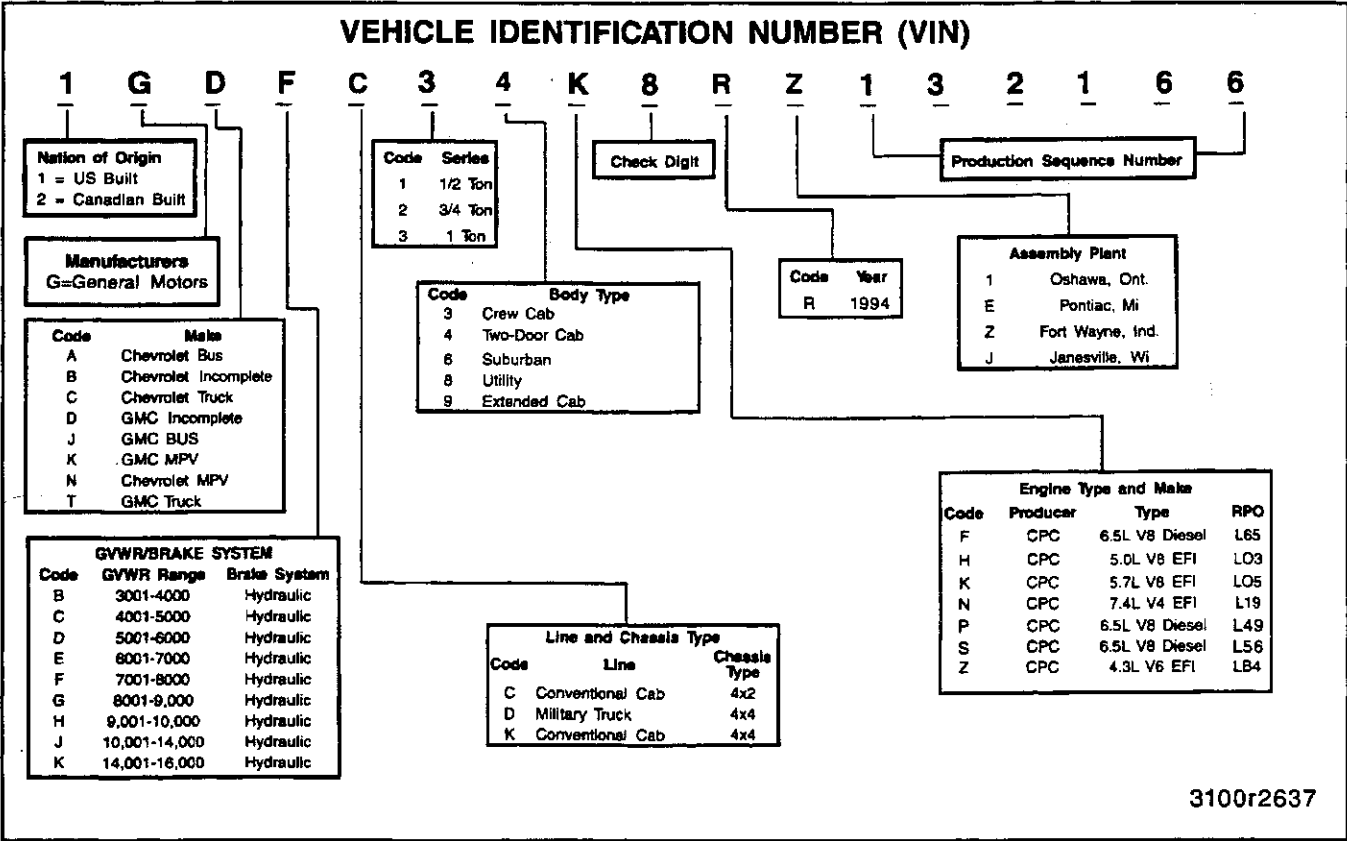 VEHICLE IDENTIFICATION NUMBER (VIN)
1 G D F C 3 4 K 8 R Z 1 3 2 1 6 6
Nation of Origin
1 = US Built
2 = Canadian Built
Manufacturers
G=General Motors
Code Make
A Chevrolet Bus
B Chevrolet Incomplete
C Chevrolet Truck
D GMC Incomplete
J GMC BUS
K GMC MPV
N Chevrolet MPV
T GMC Truck
GVWR/BRAKE SYSTEM
Code GVWR Range Brake System
B 3001-4000 Hydraulic
C 4001-5000 Hydraulic
D 5001-6000 Hydraulic
E 6001-7000 Hydraulic
F 7001-8000 Hydraulic
G 8001-9,000 Hydraulic
H 9,001-10,000 Hydraulic
J 10,001-14,000 Hydraulic
K 14,001-16,000 Hydraulic
Code Series
1 1/2 Ton
2 3/4 Ton
3 1 Ton
Code Body Type
3 Crew Cab
4 Two-Door Cab
6 Suburban
8 Utility
9 Extended Cab
Line and Chassis Type
Code Line Chassis Type
C Conventional Cab 4x2
D Military Truck 4x4
K Conventional Cab 4x4
Check Digit
Code Year
R 1994
Production Sequence Number
Assembly Plant
1 Oshawa, Ont.
E Pontiac, Mi
Z Fort Wayne, Ind.
J Janesville, Wi
Engine Type and Make
Code Producer Type RPO
F CPC 6.5L V8 Diesel L65
H CPC 5.0L V8 EFI LO3
K CPC 5.7L V8 EFI LO5
N CPC 7.4L V4 EFI L19
P CPC 6.5L V8 Diesel L49
S CPC 6.5L V8 Diesel L56
Z CPC 4.3L V6 EFI LB4
3100r2637